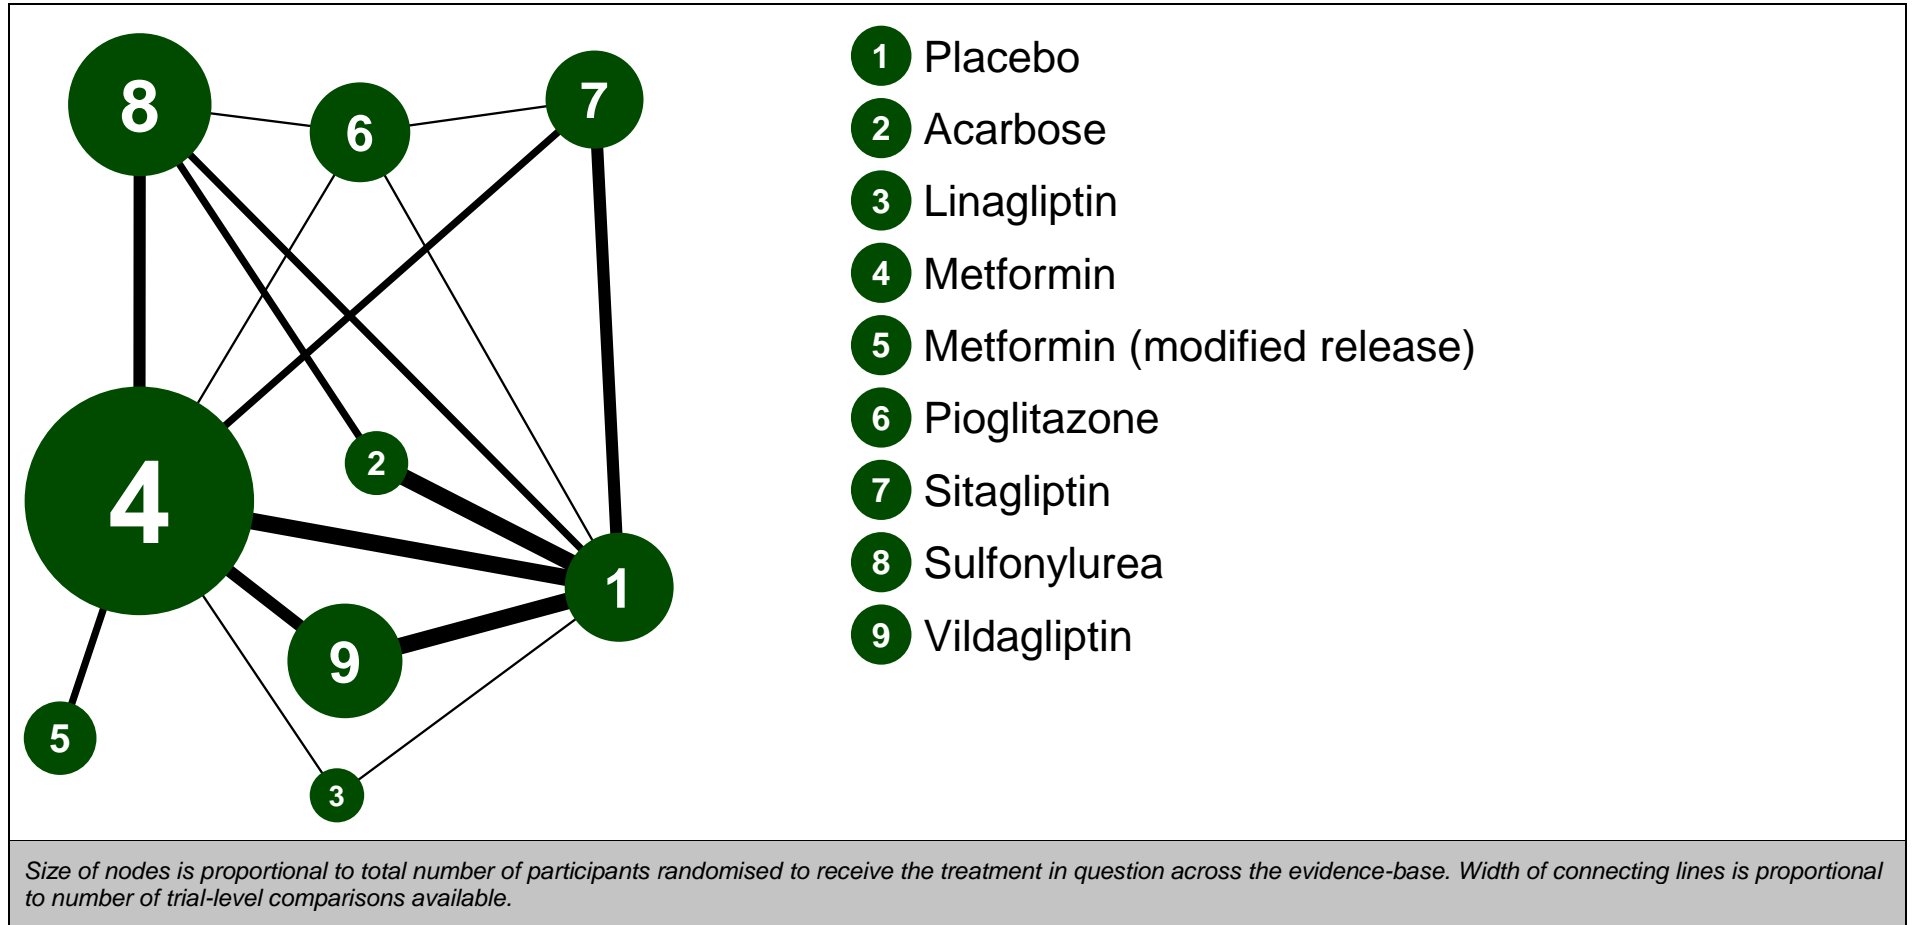 8
6
7
4
2
1
9
5
3
1 Placebo
2 Acarbose
3 Linagliptin
4 Metformin
5 Metformin (modified release)
6 Pioglitazone
7 Sitagliptin
8 Sulfonylurea
9 Vildagliptin
Size of nodes is proportional to total number of participants randomised to receive the treatment in question across the evidence-base. Width of connecting lines is proportional
to number of trial-level comparisons available.